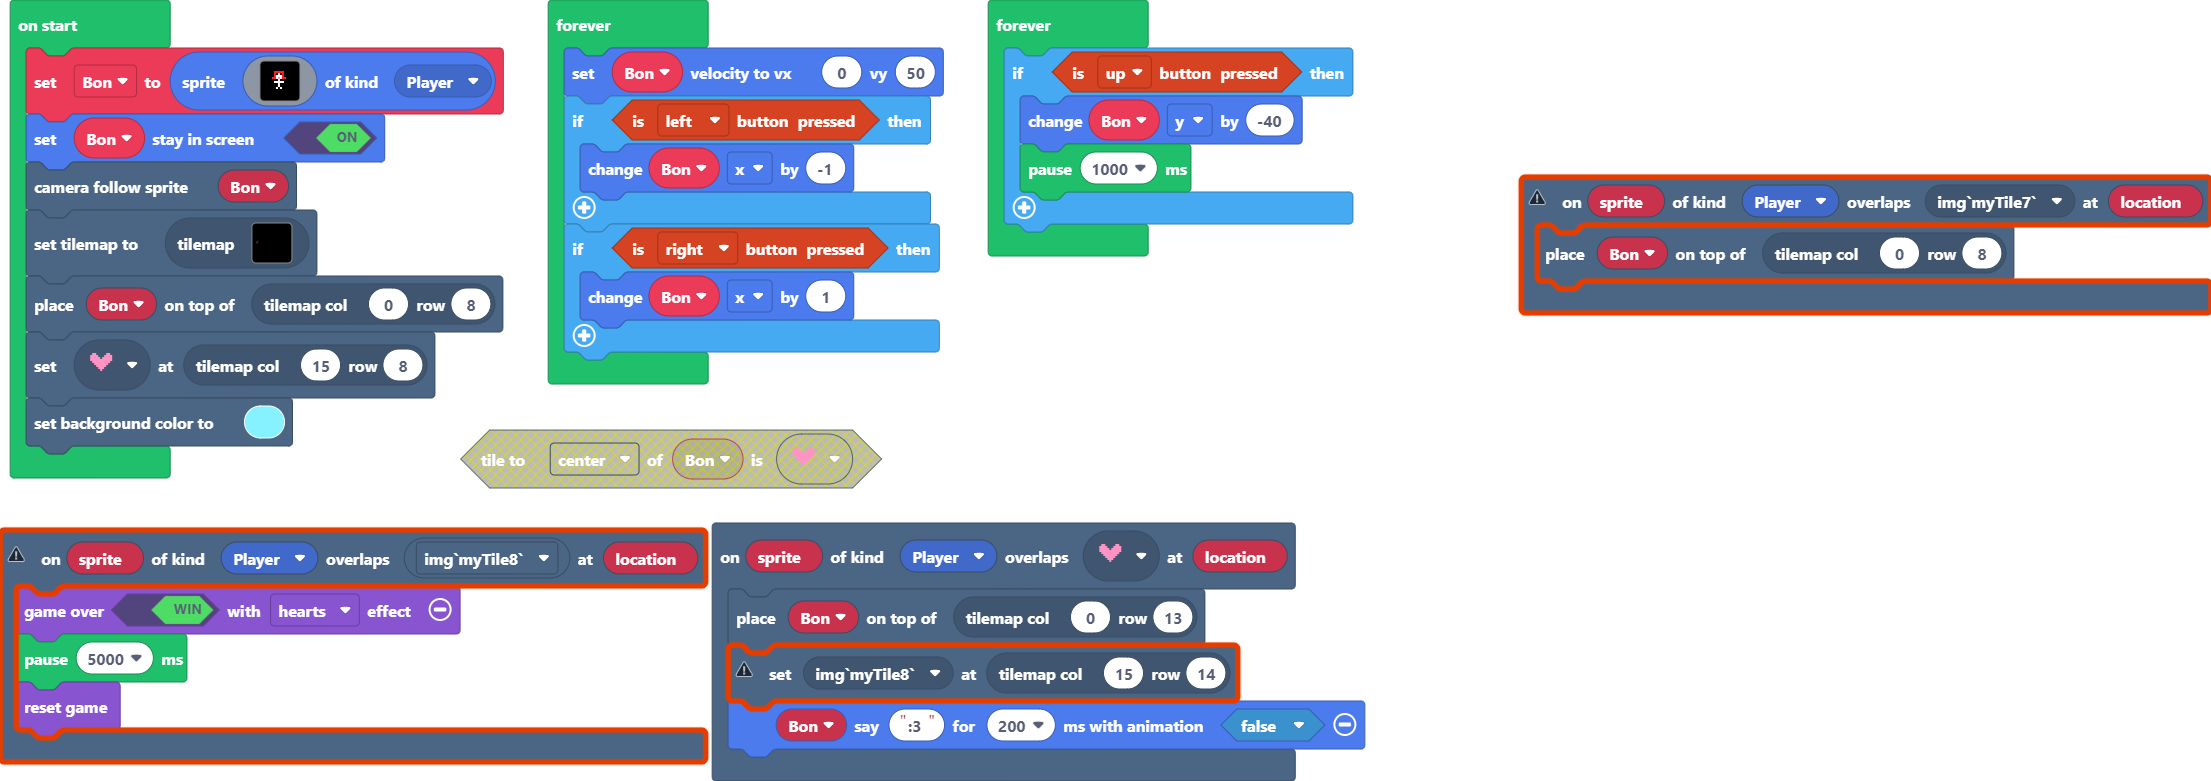 on start
set Bon to sprite of kind Player
set Bon stay in screen ON
camera follow sprite Bon
set tilemap to tilemap
place Bon on top of tilemap col 0 row 8
set at tilemap col 15 row 8
set background color to
forever
set Bon velocity to vx 0 vy 50
if is left button pressed then
change Bon x by -1
if is right button pressed then
change Bon x by 1
forever
if is up button pressed then
change Bon y by -40
pause 1000 ms
on sprite of kind Player overlaps img`myTile7` at location
place Bon on top of tilemap col 0 row 8
tile to center of Bon is
on sprite of kind Player overlaps img`myTile8` at location
game over WIN with hearts effect
pause 5000 ms
reset game
on sprite of kind Player overlaps at location
place Bon on top of tilemap col 0 row 13
set img`myTile8` at tilemap col 15 row 14
Bon say ":3 " for 200 ms with animation false